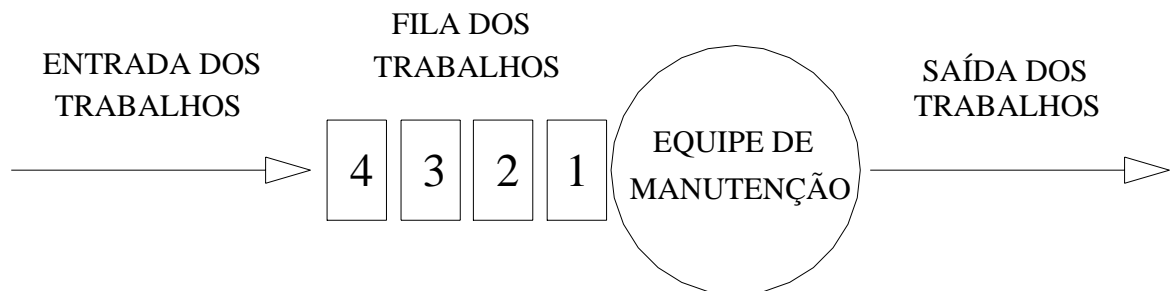 ENTRADA DOS
TRABALHOS
FILA DOS
TRABALHOS
4 3 2 1
EQUIPE DE
MANUTENÇÃO
SAÍDA DOS
TRABALHOS